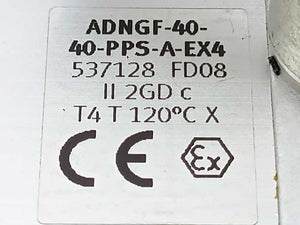 ADNGF-40-
40-PPS-A-EX4
537128 FD08
II 2GD c
T4 T 120°C X
CE Ex